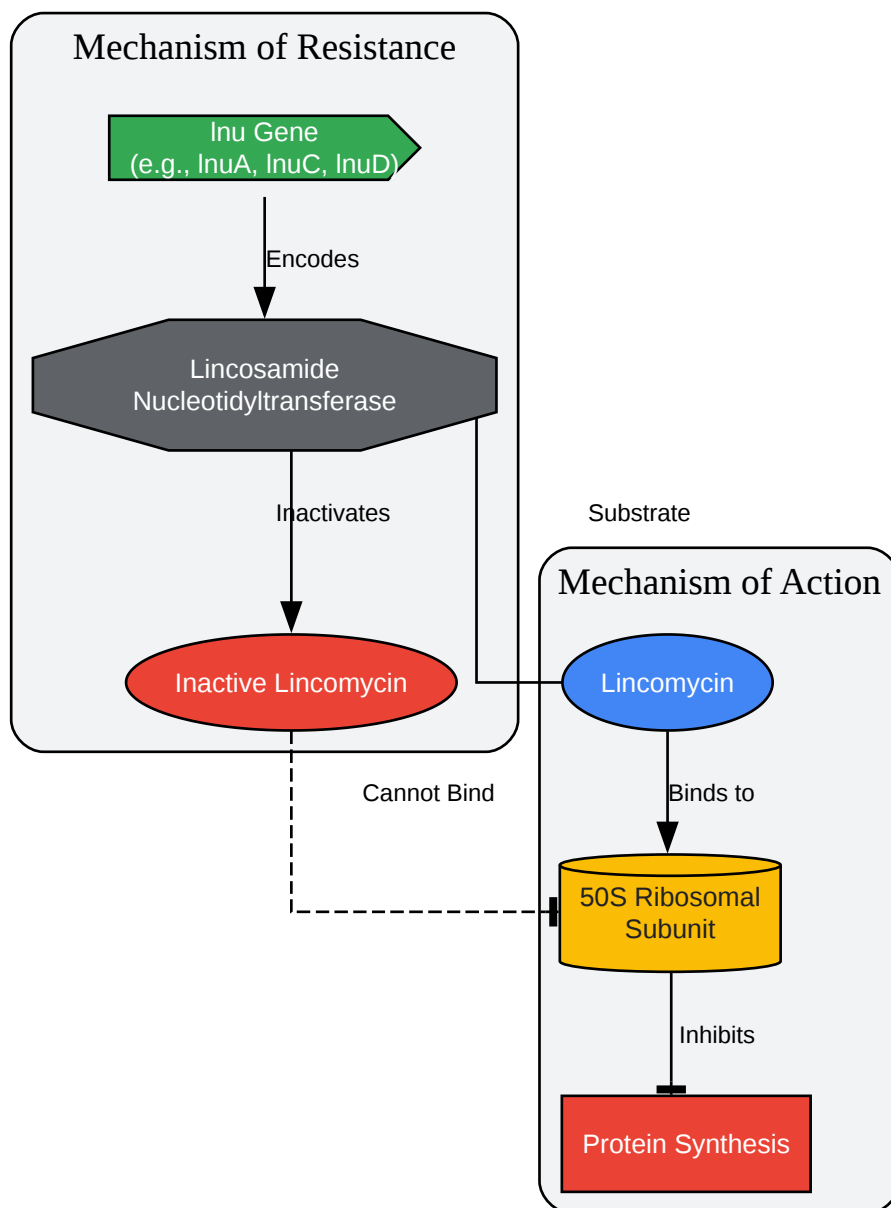 Mechanism of Resistance
lnu Gene
(e.g., lnuA, lnuC, lnuD)
Encodes
Lincosamide
Nucleotidyltransferase
Inactivates
Substrate
Mechanism of Action
Inactive Lincomycin
Lincomycin
Cannot Bind
Binds to
50S Ribosomal
Subunit
Inhibits
Protein Synthesis